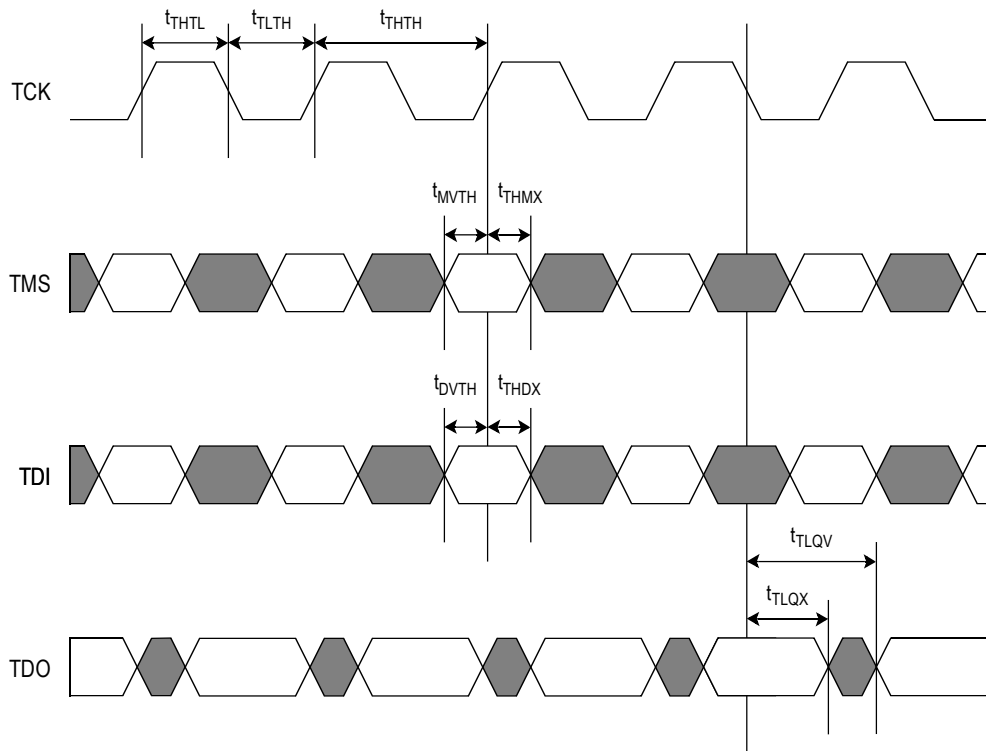 tTHTL tTLTH tTHTH
TCK
tMVTH tTHMX
TMS
tDVTH tTHDX
TDI
tTLQV
tTLQX
TDO